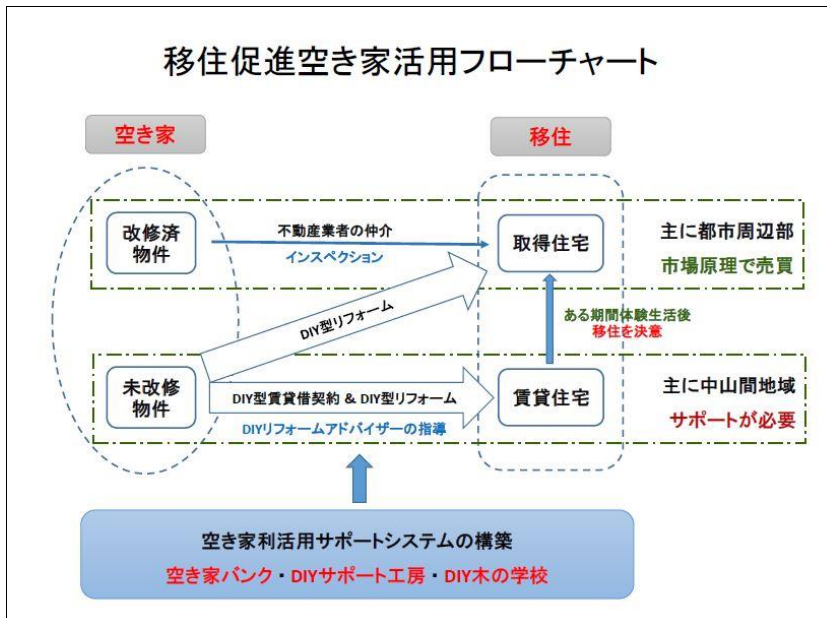 移住促進空き家活用フローチャート
空き家
移住
改修済
物件
不動産業者の仲介
インスペクション
取得住宅
主に都市周辺部
市場原理で売買
DIY型リフォーム
ある期間体験生活後
移住を決意
未改修
物件
DIY型賃貸借契約 & DIY型リフォーム
DIYリフォームアドバイザーの指導
賃貸住宅
主に中山間地域
サポートが必要
空き家利活用サポートシステムの構築
空き家バンク・DIYサポート工房・DIY木の学校